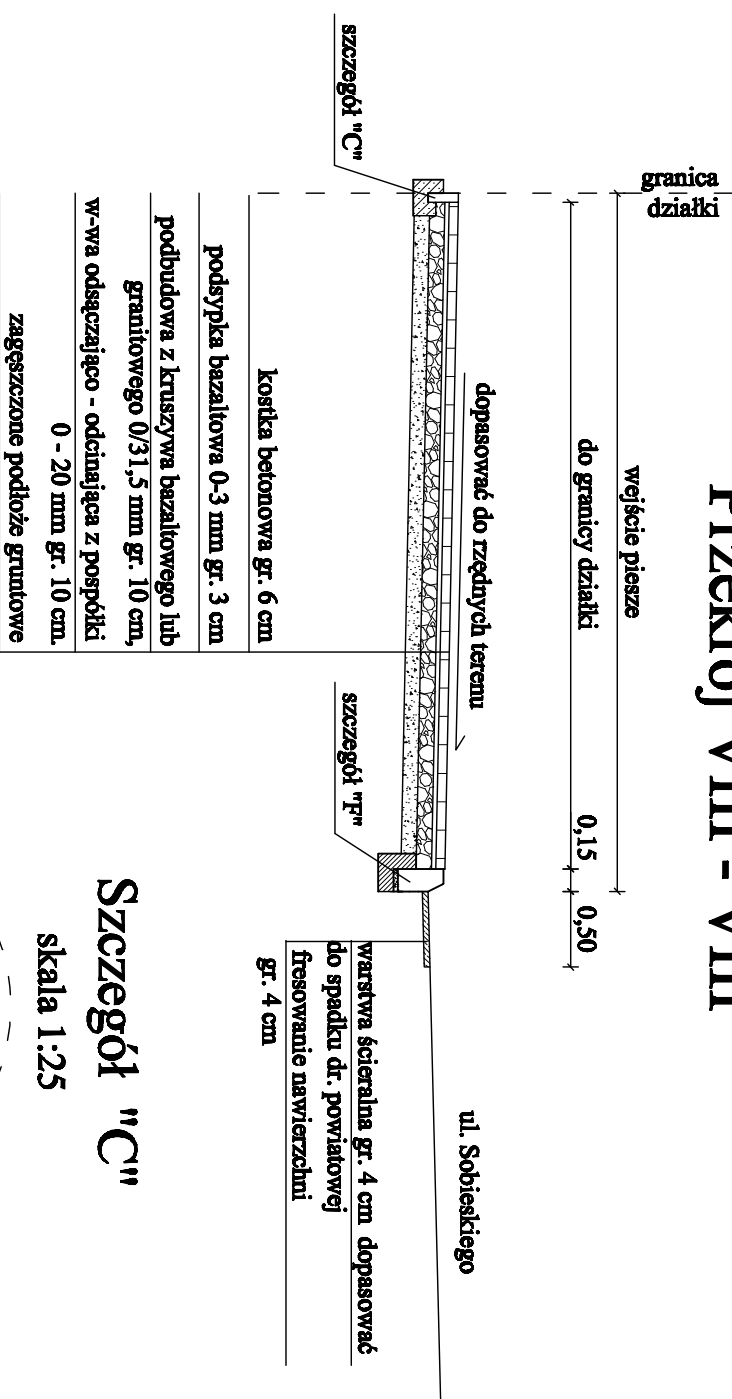 Przekrój VIII - VIII
wejście piesze
do granicy działki
0,15
0,50
granica
działki
dopasować do rzędnych terenu
ul. Sobieskiego
szczegół "C"
szczegół "F"
kostka betonowa gr. 6 cm
podsypka bazaltowa 0-3 mm gr. 3 cm
podbudowa z kruszywa bazaltowego lub
granitowego 0/31,5 mm gr. 10 cm,
w-wa odsączająco - odcinająca z pospółki
0 - 20 mm gr. 10 cm.
zagęszczone podłoże gruntowe
warstwa ścieralna gr. 4 cm dopasować
do spadku dr. powiatowej
fresowanie nawierzchni
gr. 4 cm
Szczegół "C"
skala 1:25